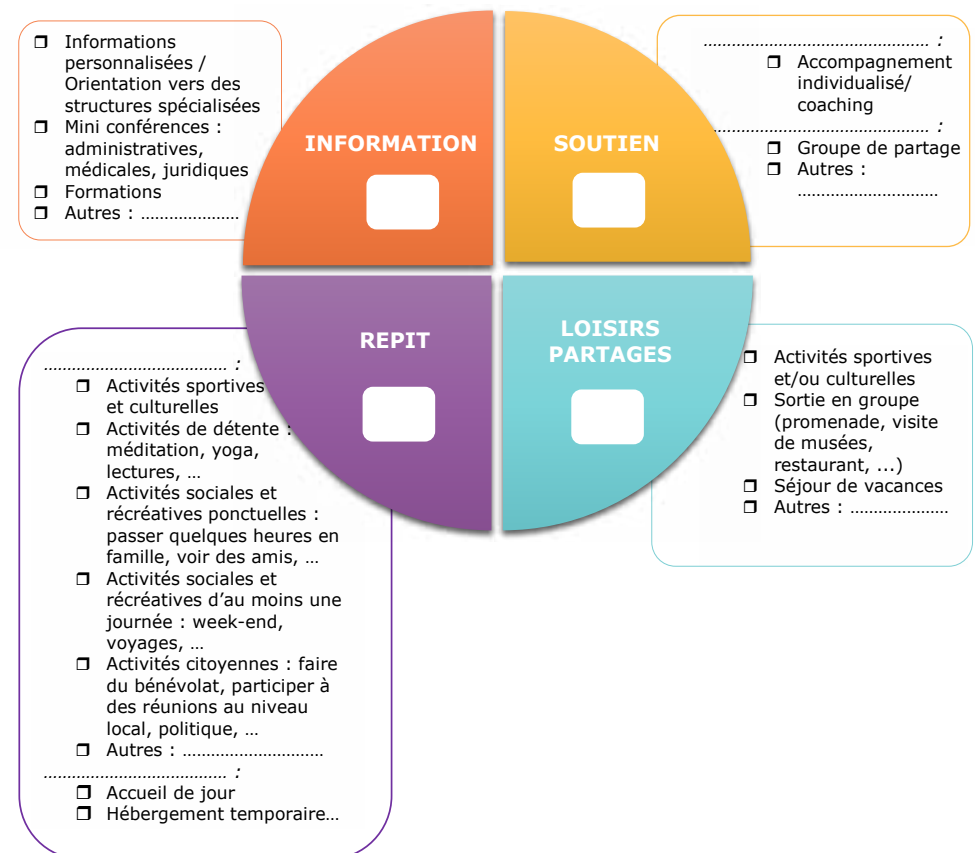 ❒ Informations
personnalisées /
Orientation vers des
structures spécialisées
❒ Mini conférences :
administratives,
médicales, juridiques
❒ Formations
❒ Autres : …………………
INFORMATION
SOUTIEN
………………………………………… :
❒ Accompagnement
individualisé/
coaching
………………………………………… :
❒ Groupe de partage
❒ Autres :
…………………………
REPIT
LOISIRS
PARTAGES
………………………………… :
❒ Activités sportives
et culturelles
❒ Activités de détente :
méditation, yoga,
lectures, …
❒ Activités sociales et
récréatives ponctuelles :
passer quelques heures en
famille, voir des amis, …
❒ Activités sociales et
récréatives d’au moins une
journée : week-end,
voyages, …
❒ Activités citoyennes : faire
du bénévolat, participer à
des réunions au niveau
local, politique, …
❒ Autres : …………………………
………………………………… :
❒ Accueil de jour
❒ Hébergement temporaire…
❒ Activités sportives
et/ou culturelles
❒ Sortie en groupe
(promenade, visite
de musées,
restaurant, ...)
❒ Séjour de vacances
❒ Autres : …………………